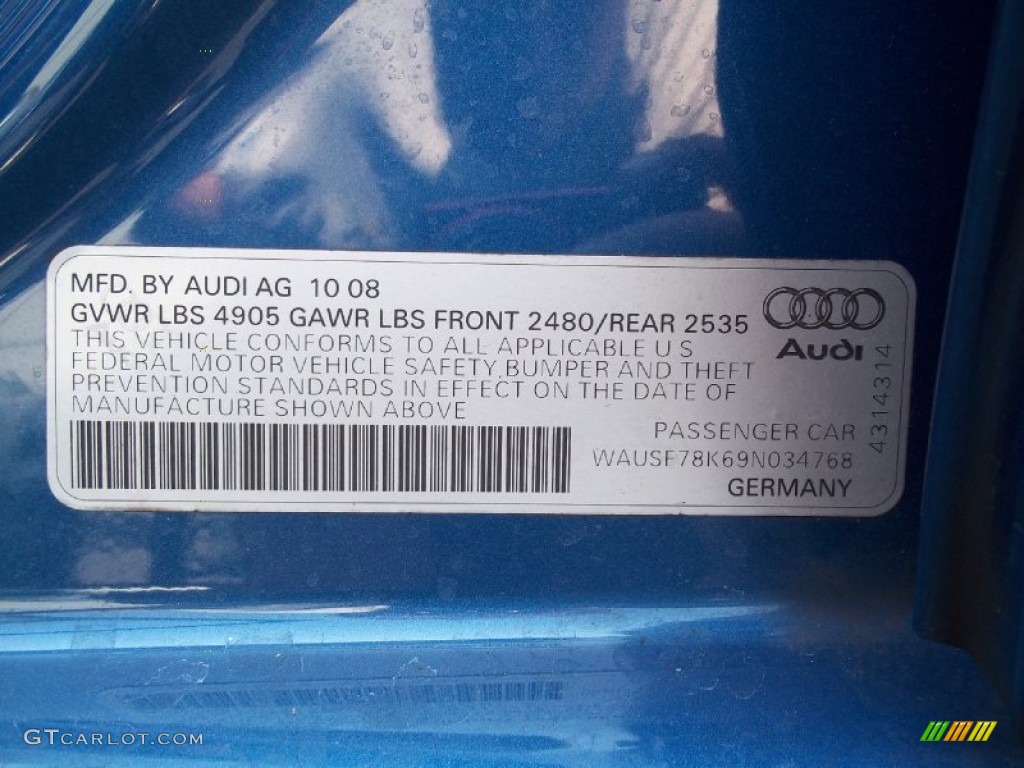 MFD. BY AUDI AG 10 08
GVWR LBS 4905 GAWR LBS FRONT 2480/REAR 2535
THIS VEHICLE CONFORMS TO ALL APPLICABLE U S
FEDERAL MOTOR VEHICLE SAFETY, BUMPER AND THEFT
PREVENTION STANDARDS IN EFFECT ON THE DATE OF
MANUFACTURE SHOWN ABOVE
Audi
4314314
PASSENGER CAR
WAUSF78K69N034768
GERMANY
GTCARLOT.COM